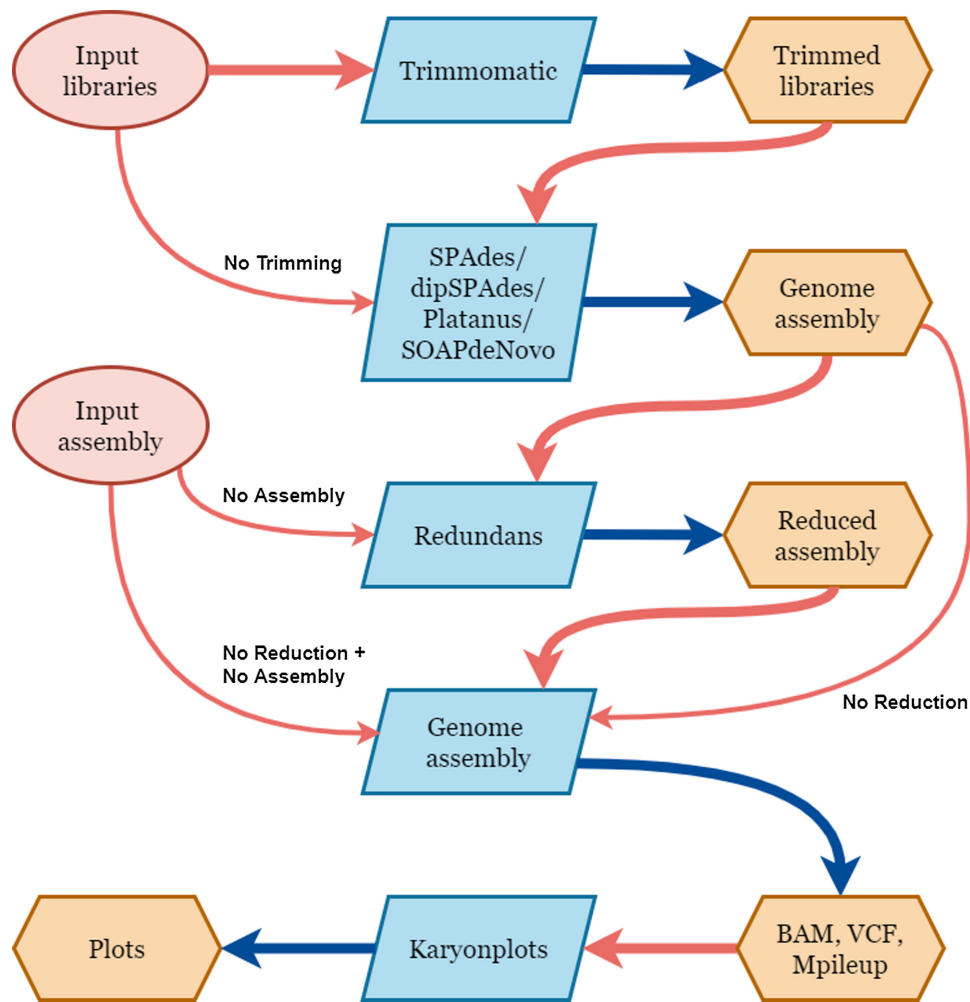 Input
libraries
Trimmomatic
Trimmed
libraries
No Trimming
SPAdes/
dipSPAdes/
Platanus/
SOAPdeNovo
Genome
assembly
Input
assembly
No Assembly
Redundans
Reduced
assembly
No Reduction +
No Assembly
Genome
assembly
No Reduction
Plots
Karyonplots
BAM, VCF,
Mpileup